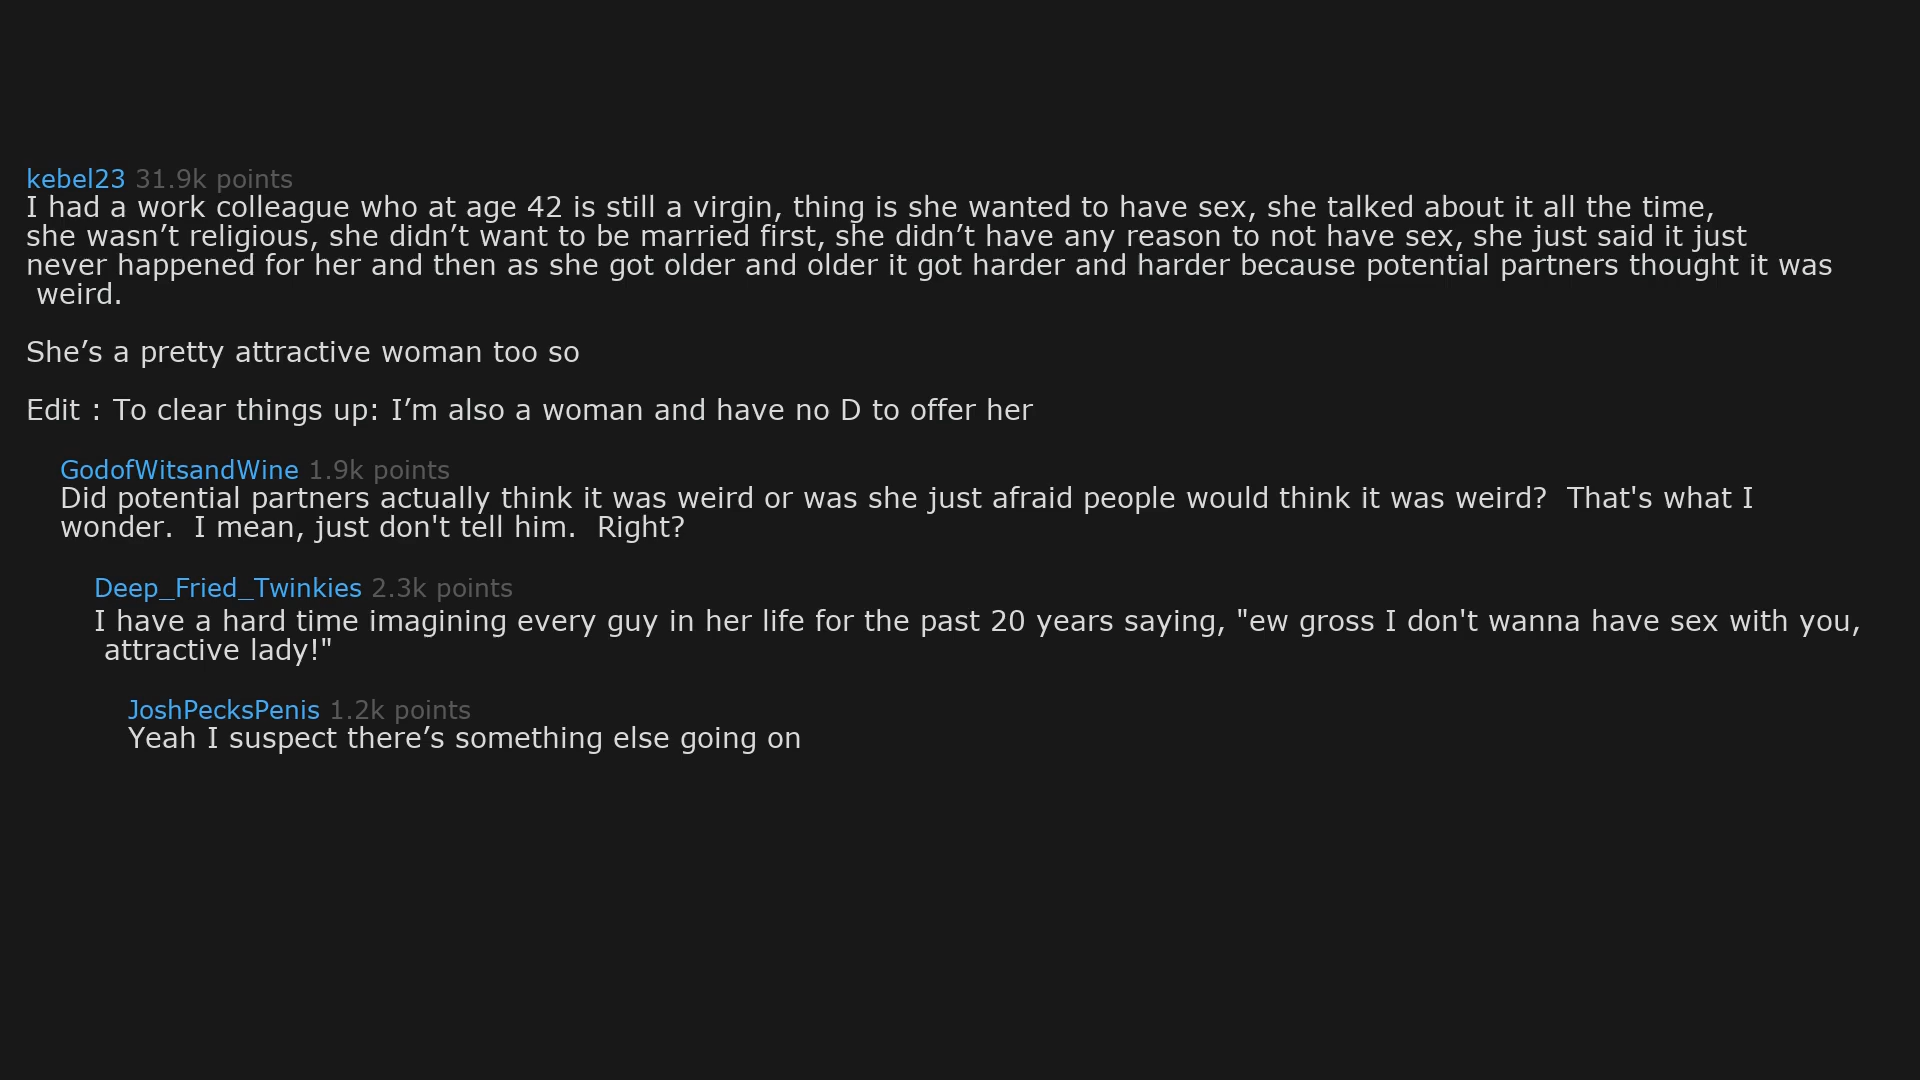 kebel23 31.9k points
I had a work colleague who at age 42 is still a virgin, thing is she wanted to have sex, she talked about it all the time,
she wasn’t religious, she didn’t want to be married first, she didn’t have any reason to not have sex, she just said it just
never happened for her and then as she got older and older it got harder and harder because potential partners thought it was
weird.
She’s a pretty attractive woman too so
Edit : To clear things up: I’m also a woman and have no D to offer her
GodofWitsandWine 1.9k points
Did potential partners actually think it was weird or was she just afraid people would think it was weird?  That's what I
wonder.  I mean, just don't tell him.  Right?
Deep_Fried_Twinkies 2.3k points
I have a hard time imagining every guy in her life for the past 20 years saying, "ew gross I don't wanna have sex with you,
attractive lady!"
JoshPecksPenis 1.2k points
Yeah I suspect there’s something else going on